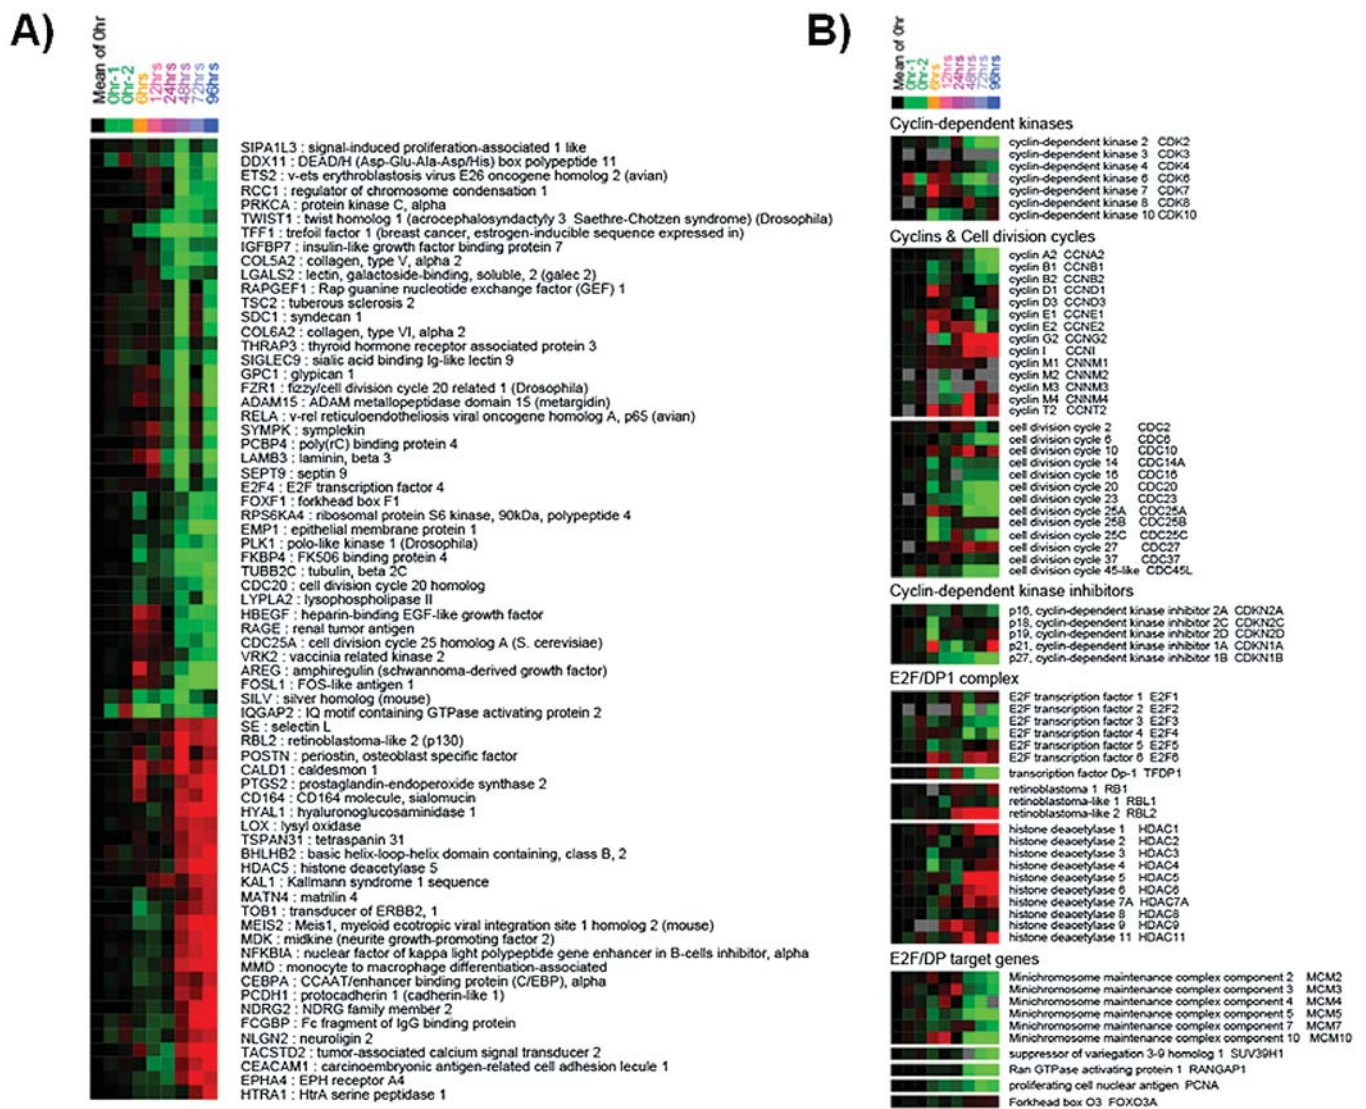 A)
Mean of 0hr
0hr-1
0hr-2
6hrs
12hrs
24hrs
48hrs
72hrs
96hrs
SIPA1L3 : signal-induced proliferation-associated 1 like
DDX11 : DEAD/H (Asp-Glu-Ala-Asp/His) box polypeptide 11
ETS2 : v-ets erythroblastosis virus E26 oncogene homolog 2 (avian)
RCC1 : regulator of chromosome condensation 1
PRKCA : protein kinase C, alpha
TWIST1 : twist homolog 1 (acrocephalosyndactyly 3 Saethre-Chotzen syndrome) (Drosophila)
TFF1 : trefoil factor 1 (breast cancer, estrogen-inducible sequence expressed in)
IGFBP7 : insulin-like growth factor binding protein 7
COL5A2 : collagen, type V, alpha 2
LGALS2 : lectin, galactoside-binding, soluble, 2 (galec 2)
RAPGEF1 : Rap guanine nucleotide exchange factor (GEF) 1
TSC2 : tuberous sclerosis 2
SDC1 : syndecan 1
COL6A2 : collagen, type VI, alpha 2
THRAP3 : thyroid hormone receptor associated protein 3
SIGLEC9 : sialic acid binding Ig-like lectin 9
GPC1 : glypican 1
FZR1 : fizzy/cell division cycle 20 related 1 (Drosophila)
ADAM15 : ADAM metallopeptidase domain 15 (metargidin)
RELA : v-rel reticuloendotheliosis viral oncogene homolog A, p65 (avian)
SYMPK : symplekin
PCBP4 : poly(rC) binding protein 4
LAMB3 : laminin, beta 3
SEPT9 : septin 9
E2F4 : E2F transcription factor 4
FOXF1 : forkhead box F1
RPS6KA4 : ribosomal protein S6 kinase, 90kDa, polypeptide 4
EMP1 : epithelial membrane protein 1
PLK1 : polo-like kinase 1 (Drosophila)
FKBP4 : FK506 binding protein 4
TUBB2C : tubulin, beta 2C
CDC20 : cell division cycle 20 homolog
LYPLA2 : lysophospholipase II
HBEGF : heparin-binding EGF-like growth factor
RAGE : renal tumor antigen
CDC25A : cell division cycle 25 homolog A (S. cerevisiae)
VRK2 : vaccinia related kinase 2
AREG : amphiregulin (schwannoma-derived growth factor)
FOSL1 : FOS-like antigen 1
SILV : silver homolog (mouse)
IQGAP2 : IQ motif containing GTPase activating protein 2
SE : selectin L
RBL2 : retinoblastoma-like 2 (p130)
POSTN : periostin, osteoblast specific factor
CALD1 : caldesmon 1
PTGS2 : prostaglandin-endoperoxide synthase 2
CD164 : CD164 molecule, sialomucin
HYAL1 : hyaluronoglucosaminidase 1
LOX : lysyl oxidase
TSPAN31 : tetraspanin 31
BHLHB2 : basic helix-loop-helix domain containing, class B, 2
HDAC5 : histone deacetylase 5
KAL1 : Kallmann syndrome 1 sequence
MATN4 : matrilin 4
TOB1 : transducer of ERBB2, 1
MEIS2 : Meis1, myeloid ecotropic viral integration site 1 homolog 2 (mouse)
MDK : midkine (neurite growth-promoting factor 2)
NFKBIA : nuclear factor of kappa light polypeptide gene enhancer in B-cells inhibitor, alpha
MMD : monocyte to macrophage differentiation-associated
CEBPA : CCAAT/enhancer binding protein (C/EBP), alpha
PCDH1 : protocadherin 1 (cadherin-like 1)
NDRG2 : NDRG family member 2
FCGBP : Fc fragment of IgG binding protein
NLGN2 : neuroligin 2
TACSTD2 : tumor-associated calcium signal transducer 2
CEACAM1 : carcinoembryonic antigen-related cell adhesion lecule 1
EPHA4 : EPH receptor A4
HTRA1 : HtrA serine peptidase 1
B)
Mean of 0hr
0hr-1
0hr-2
6hrs
12hrs
24hrs
48hrs
72hrs
96hrs
Cyclin-dependent kinases
cyclin-dependent kinase 2 CDK2
cyclin-dependent kinase 3 CDK3
cyclin-dependent kinase 4 CDK4
cyclin-dependent kinase 6 CDK6
cyclin-dependent kinase 7 CDK7
cyclin-dependent kinase 8 CDK8
cyclin-dependent kinase 10 CDK10
Cyclins & Cell division cycles
cyclin A2 CCNA2
cyclin B1 CCNB1
cyclin B2 CCNB2
cyclin D1 CCND1
cyclin D3 CCND3
cyclin E1 CCNE1
cyclin E2 CCNE2
cyclin G2 CCNG2
cyclin I CCNI
cyclin M1 CNNM1
cyclin M2 CNNM2
cyclin M3 CNNM3
cyclin M4 CNNM4
cyclin T2 CCNT2
cell division cycle 2 CDC2
cell division cycle 6 CDC6
cell division cycle 10 CDC10
cell division cycle 14 CDC14A
cell division cycle 16 CDC16
cell division cycle 20 CDC20
cell division cycle 23 CDC23
cell division cycle 25A CDC25A
cell division cycle 25B CDC25B
cell division cycle 25C CDC25C
cell division cycle 27 CDC27
cell division cycle 37 CDC37
cell division cycle 45-like CDC45L
Cyclin-dependent kinase inhibitors
p16, cyclin-dependent kinase inhibitor 2A CDKN2A
p18, cyclin-dependent kinase inhibitor 2C CDKN2C
p19, cyclin-dependent kinase inhibitor 2D CDKN2D
p21, cyclin-dependent kinase inhibitor 1A CDKN1A
p27, cyclin-dependent kinase inhibitor 1B CDKN1B
E2F/DP1 complex
E2F transcription factor 1 E2F1
E2F transcription factor 2 E2F2
E2F transcription factor 3 E2F3
E2F transcription factor 4 E2F4
E2F transcription factor 5 E2F5
E2F transcription factor 6 E2F6
transcription factor Dp-1 TFDP1
retinoblastoma 1 RB1
retinoblastoma-like 1 RBL1
retinoblastoma-like 2 RBL2
histone deacetylase 1 HDAC1
histone deacetylase 2 HDAC2
histone deacetylase 3 HDAC3
histone deacetylase 4 HDAC4
histone deacetylase 5 HDAC5
histone deacetylase 6 HDAC6
histone deacetylase 7A HDAC7A
histone deacetylase 8 HDAC8
histone deacetylase 9 HDAC9
histone deacetylase 11 HDAC11
E2F/DP target genes
Minichromosome maintenance complex component 2 MCM2
Minichromosome maintenance complex component 3 MCM3
Minichromosome maintenance complex component 4 MCM4
Minichromosome maintenance complex component 5 MCM5
Minichromosome maintenance complex component 7 MCM7
Minichromosome maintenance complex component 10 MCM10
suppressor of variegation 3-9 homolog 1 SUV39H1
Ran GTPase activating protein 1 RANGAP1
proliferating cell nuclear antigen PCNA
Forkhead box O3 FOXO3A